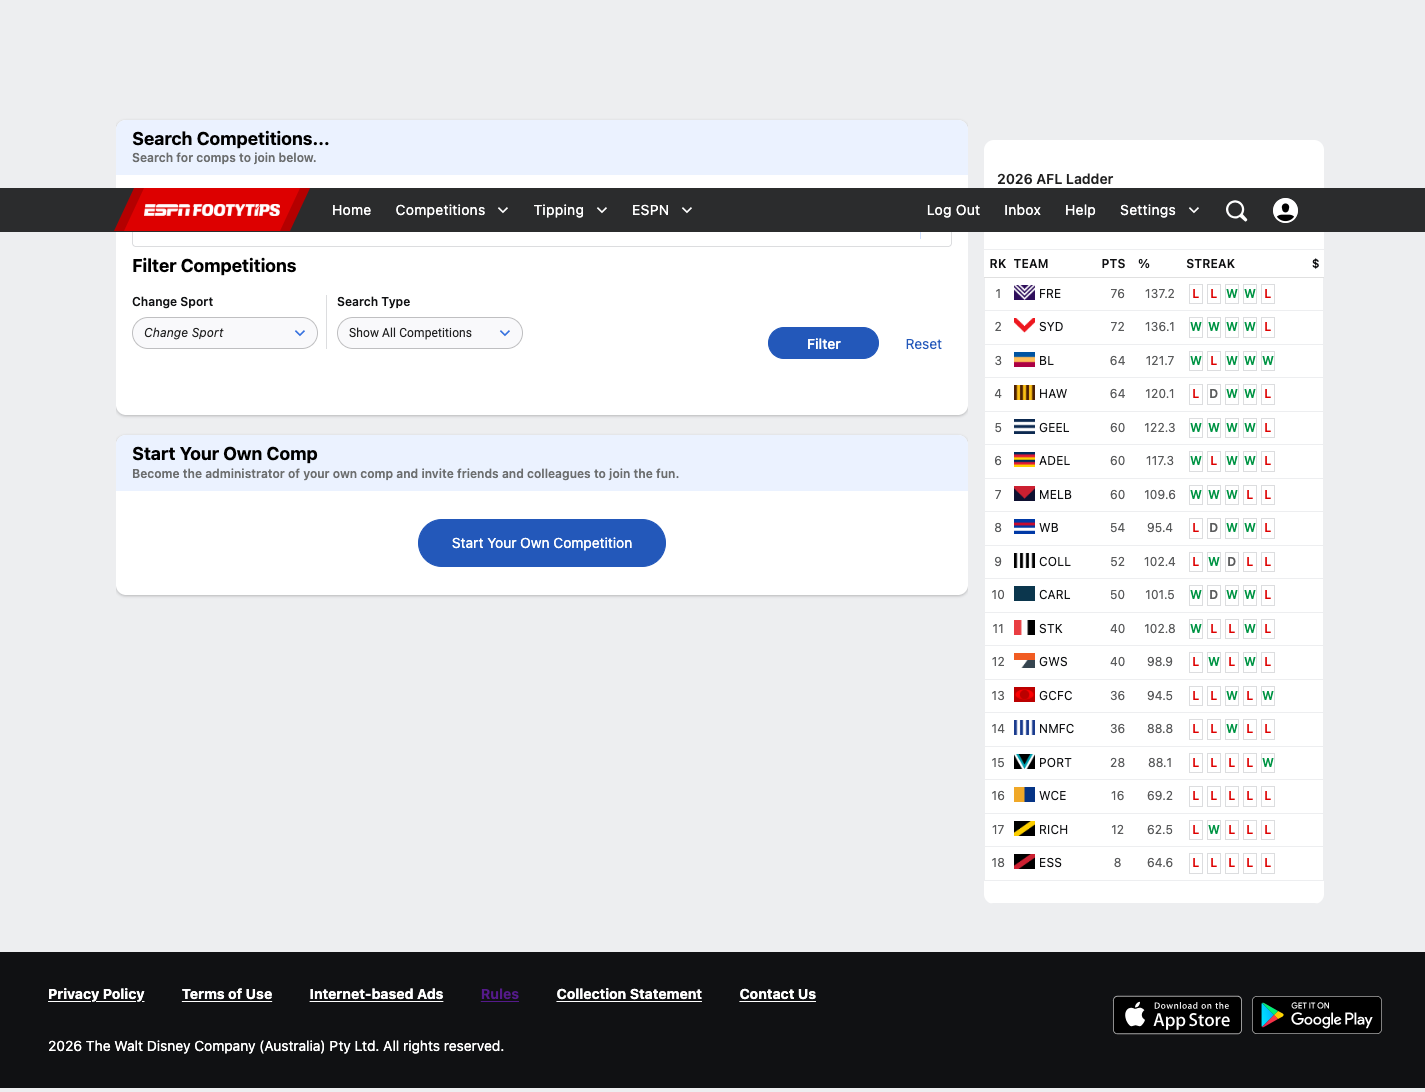 Search Competitions...
Search for comps to join below.
2026 AFL Ladder
ESPN FOOTYTIPS Home Competitions Tipping ESPN Log Out Inbox Help Settings
Filter Competitions
Change Sport Search Type
Change Sport Show All Competitions Filter Reset
Start Your Own Comp
Become the administrator of your own comp and invite friends and colleagues to join the fun.
Start Your Own Competition
RK TEAM PTS % STREAK $
1 FRE 76 137.2 L L W W L
2 SYD 72 136.1 W W W W L
3 BL 64 121.7 W L W W W
4 HAW 64 120.1 L D W W L
5 GEEL 60 122.3 W W W W L
6 ADEL 60 117.3 W L W W L
7 MELB 60 109.6 W W W L L
8 WB 54 95.4 L D W W L
9 COLL 52 102.4 L W D L L
10 CARL 50 101.5 W D W W L
11 STK 40 102.8 W L L W L
12 GWS 40 98.9 L W L W L
13 GCFC 36 94.5 L L W L W
14 NMFC 36 88.8 L L W L L
15 PORT 28 88.1 L L L L W
16 WCE 16 69.2 L L L L L
17 RICH 12 62.5 L W L L L
18 ESS 8 64.6 L L L L L
Privacy Policy Terms of Use Internet-based Ads Rules Collection Statement Contact Us
Download on the App Store
GET IT ON Google Play
2026 The Walt Disney Company (Australia) Pty Ltd. All rights reserved.